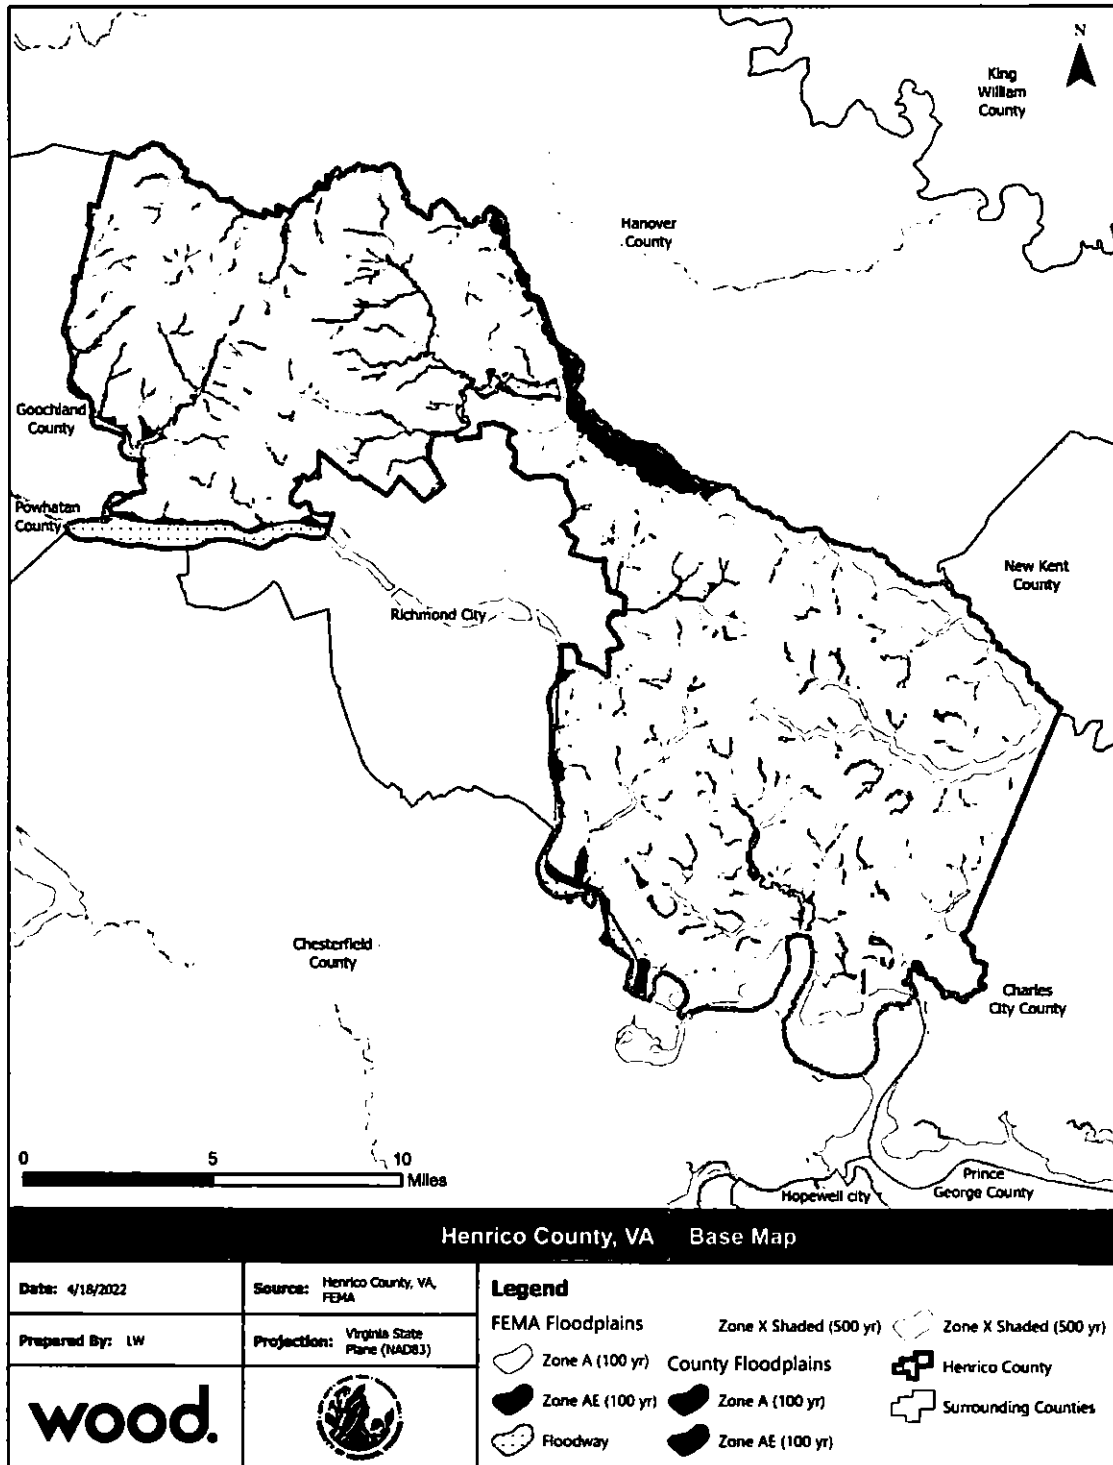 N
King
William
County
Hanover
County
Goochland
County
Powhatan
County
New Kent
County
Richmond City
Chesterfield
County
Charles
City County
0 5 10
Miles
Prince
George County
Hopewell city
Henrico County, VA Base Map
Date: 4/18/2022
Source: Henrico County, VA,
FEMA
Prepared By: LW
Projection: Virginia State
Plane (NAD83)
wood.
Legend
FEMA Floodplains
Zone A (100 yr)
Zone AE (100 yr)
Floodway
Zone X Shaded (500 yr)
County Floodplains
Zone A (100 yr)
Zone AE (100 yr)
Zone X Shaded (500 yr)
Henrico County
Surrounding Counties